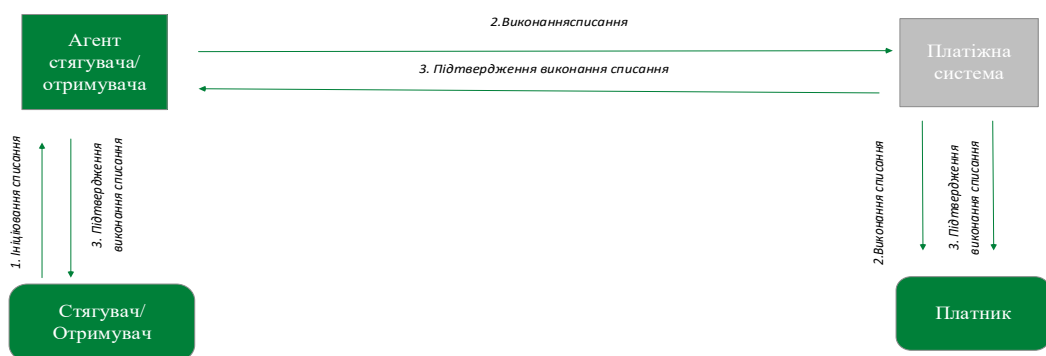 2.Виконаннясписання
Агент
стягувача/
отримувача
Платіжна
система
3. Підтвердження виконання списання
1. Ініціювання списання
3. Підтвердження
виконання списання
2.Виконання списання
3. Підтвердження
виконання списання
Стягувач/
Отримувач
Платник